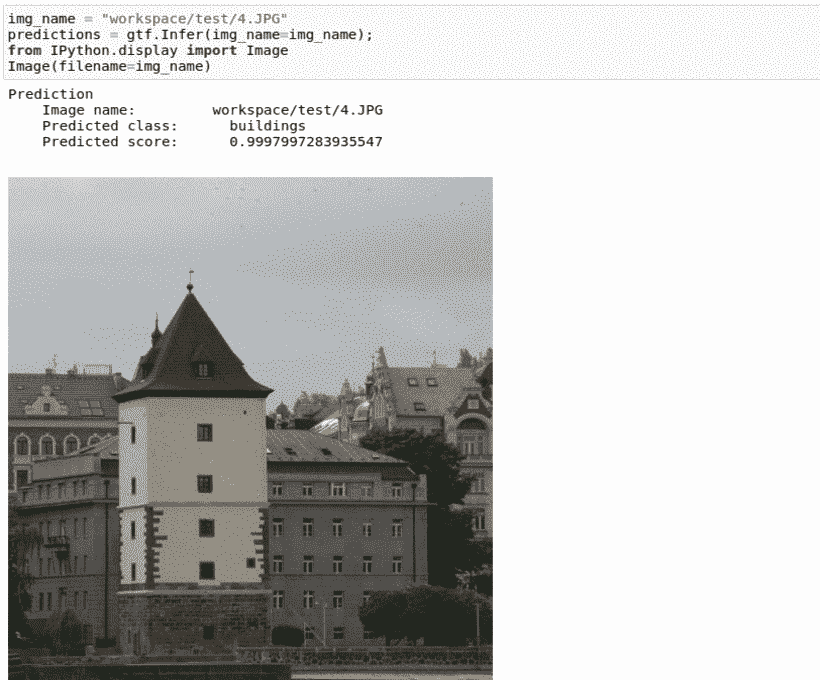 img_name = "workspace/test/4.JPG"
predictions = gtf.Infer(img_name=img_name);
from IPython.display import Image
Image(filename=img_name)
Prediction
    Image name:         workspace/test/4.JPG
    Predicted class:      buildings
    Predicted score:      0.9997997283935547